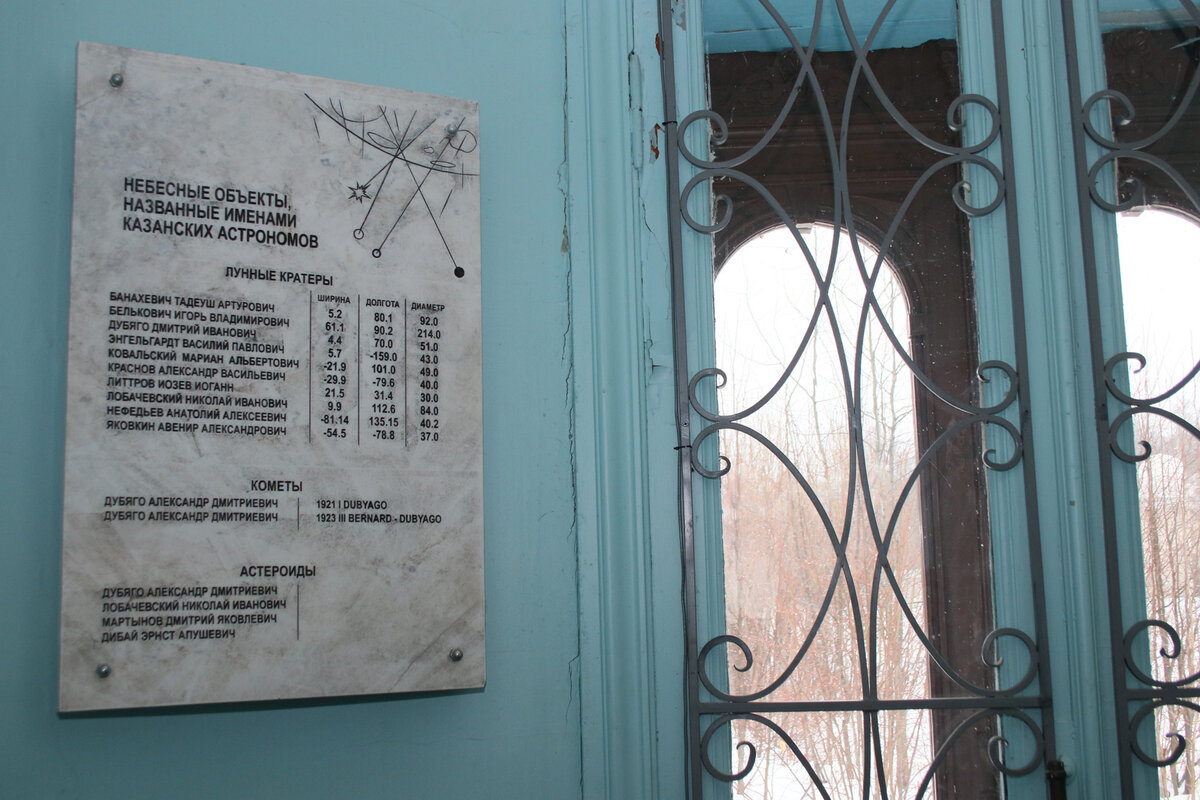 НЕБЕСНЫЕ ОБЪЕКТЫ,
НАЗВАННЫЕ ИМЕНАМИ
КАЗАНСКИХ АСТРОНОМОВ
ЛУННЫЕ КРАТЕРЫ
ШИРИНА ДОЛГОТА ДИАМЕТР
БАНАХЕВИЧ ТАДЕУШ АРТУРОВИЧ 5.2 80.1 92.0
БЕЛЬКОВИЧ ИГОРЬ ВЛАДИМИРОВИЧ 61.1 90.2 214.0
ДУБЯГО ДМИТРИЙ ИВАНОВИЧ 4.4 70.0 51.0
ЭНГЕЛЬГАРДТ ВАСИЛИЙ ПАВЛОВИЧ 5.7 -159.0 43.0
КОВАЛЬСКИЙ МАРИАН АЛЬБЕРТОВИЧ -21.9 101.0 49.0
КРАСНОВ АЛЕКСАНДР ВАСИЛЬЕВИЧ -29.9 -79.6 40.0
ЛИТТРОВ ИОЗЕВ ИОГАНН 21.5 31.4 30.0
ЛОБАЧЕВСКИЙ НИКОЛАЙ ИВАНОВИЧ 9.9 112.6 84.0
НЕФЕДЬЕВ АНАТОЛИЙ АЛЕКСЕЕВИЧ -81.14 135.15 40.2
ЯКОВКИН АВЕНИР АЛЕКСАНДРОВИЧ -54.5 -78.8 37.0
КОМЕТЫ
ДУБЯГО АЛЕКСАНДР ДМИТРИЕВИЧ 1921 I DUBYAGO
ДУБЯГО АЛЕКСАНДР ДМИТРИЕВИЧ 1923 III BERNARD - DUBYAGO
АСТЕРОИДЫ
ДУБЯГО АЛЕКСАНДР ДМИТРИЕВИЧ
ЛОБАЧЕВСКИЙ НИКОЛАЙ ИВАНОВИЧ
МАРТЫНОВ ДМИТРИЙ ЯКОВЛЕВИЧ
ДИБАЙ ЭРНСТ АПУШЕВИЧ